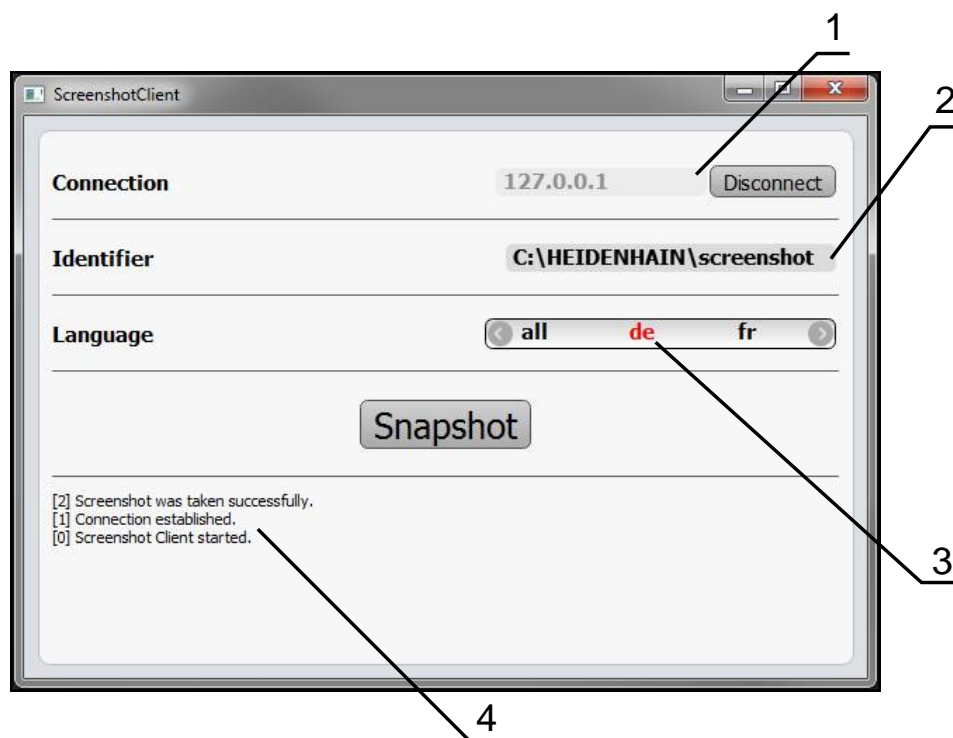 1
ScreenshotClient
2
Connection 127.0.0.1 Disconnect
Identifier C:\HEIDENHAIN\screenshot
Language all de fr
Snapshot
[2] Screenshot was taken successfully.
[1] Connection established.
[0] Screenshot Client started.
3
4